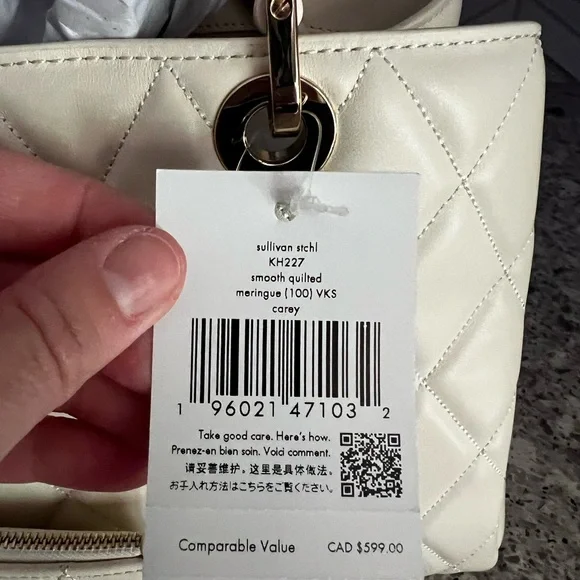 sullivan stchl
KH227
smooth quilted
meringue (100) VKS
carey
1 96021 47103 2
Take good care. Here's how.
Prenez-en bien soin. Voici comment.
请妥善维护，这里是具体做法。
お手入れ方法はこちらをご覧ください。
Comparable Value CAD $599.00